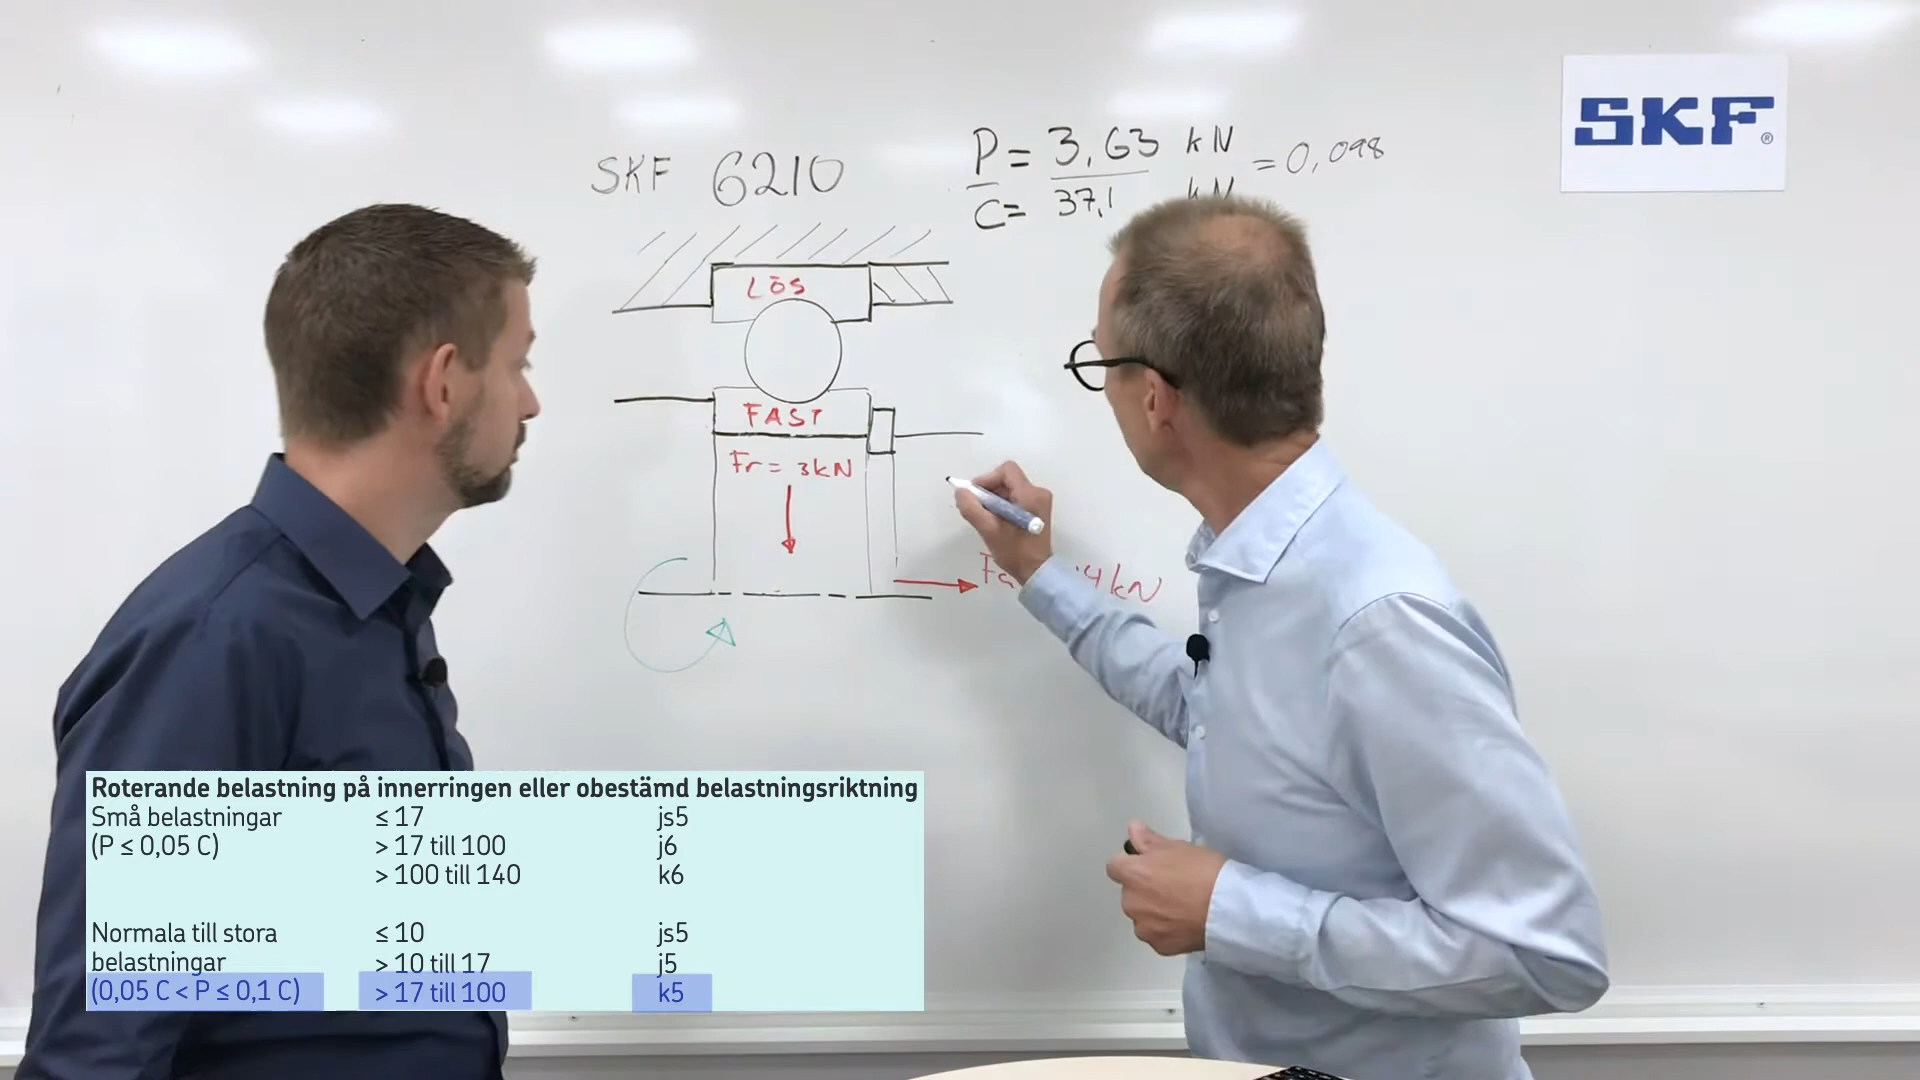 SKF®
SKF 6210
P = 3,63 kN = 0,098
C = 37,1 kN
LÖS
FAST
Fr = 3kN
4 kN
Roterande belastning på innerringen eller obestämd belastningsriktning
Små belastningar ≤ 17 js5
(P ≤ 0,05 C) > 17 till 100 j6
> 100 till 140 k6
Normala till stora ≤ 10 js5
belastningar > 10 till 17 j5
(0,05 C < P ≤ 0,1 C) > 17 till 100 k5